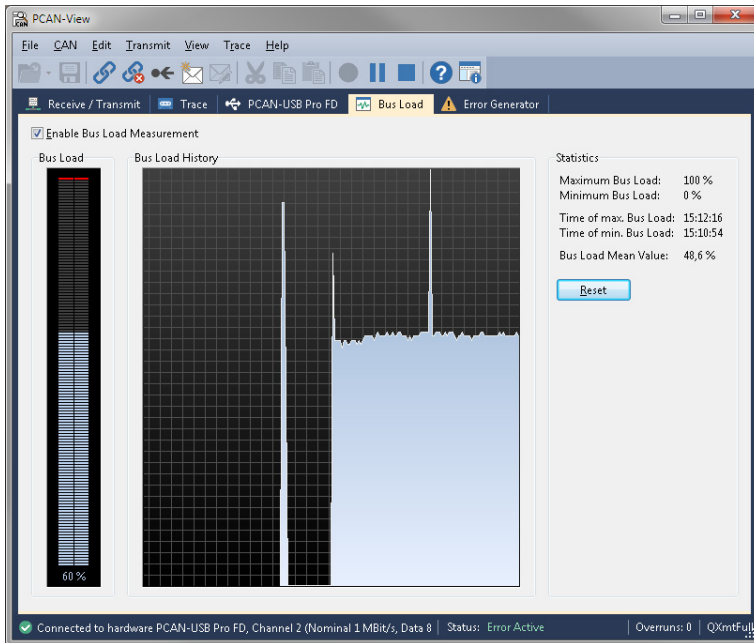 PCAN-View
File CAN Edit Transmit View Trace Help
Receive / Transmit Trace PCAN-USB Pro FD Bus Load Error Generator
Enable Bus Load Measurement
Bus Load
60 %
Bus Load History
Statistics
Maximum Bus Load: 100 %
Minimum Bus Load: 0 %
Time of max. Bus Load: 15:12:16
Time of min. Bus Load: 15:10:54
Bus Load Mean Value: 48,6 %
Reset
Connected to hardware PCAN-USB Pro FD, Channel 2 (Nominal 1 MBit/s, Data 8 Status: Error Active Overruns: 0 QXmtFull